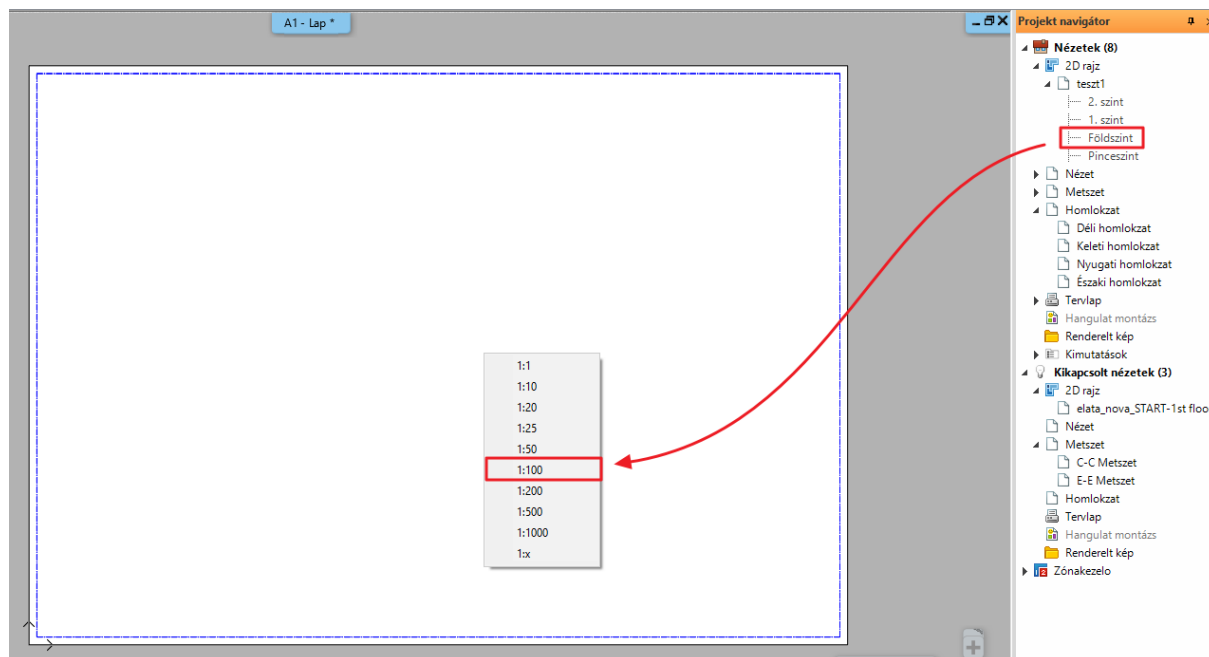 A1 - Lap *
1:1
1:10
1:20
1:25
1:50
1:100
1:200
1:500
1:1000
1:x
Projekt navigátor
Nézetek (8)
2D rajz
teszt1
2. szint
1. szint
Földszint
Pinceszint
Nézet
Metszet
Homlokzat
Déli homlokzat
Keleti homlokzat
Nyugati homlokzat
Északi homlokzat
Tervlap
Hangulat montázs
Renderelt kép
Kimutatások
Kikapcsolt nézetek (3)
2D rajz
elata_nova_START-1st floo
Nézet
Metszet
C-C Metszet
E-E Metszet
Homlokzat
Tervlap
Hangulat montázs
Renderelt kép
Zónakezelo